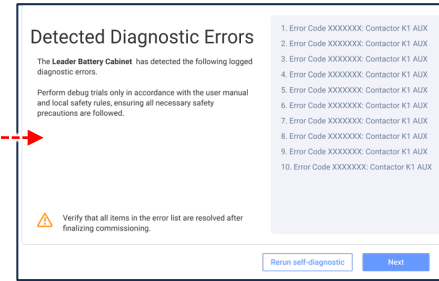 Detected Diagnostic Errors
The Leader Battery Cabinet has detected the following logged
diagnostic errors.
Perform debug trials only in accordance with the user manual
and local safety rules, ensuring all necessary safety
precautions are followed.
Verify that all items in the error list are resolved after
finalizing commissioning.
1. Error Code XXXXXXX: Contactor K1 AUX
2. Error Code XXXXXXX: Contactor K1 AUX
3. Error Code XXXXXXX: Contactor K1 AUX
4. Error Code XXXXXXX: Contactor K1 AUX
5. Error Code XXXXXXX: Contactor K1 AUX
6. Error Code XXXXXXX: Contactor K1 AUX
7. Error Code XXXXXXX: Contactor K1 AUX
8. Error Code XXXXXXX: Contactor K1 AUX
9. Error Code XXXXXXX: Contactor K1 AUX
10. Error Code XXXXXXX: Contactor K1 AUX
Rerun self-diagnostic
Next